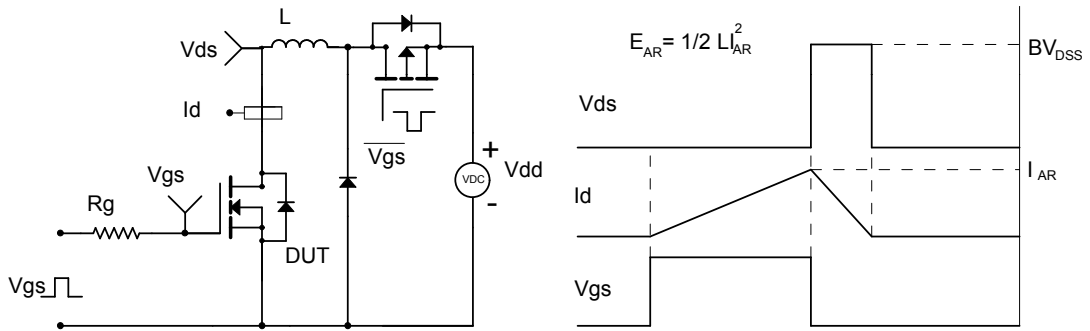 L
Vds
Id
Vgs
Vgs
Rg
DUT
Vgs
VDC
+
Vdd
-
E_AR= 1/2 LI_AR^2
Vds
BV_DSS
Id
I_AR
Vgs